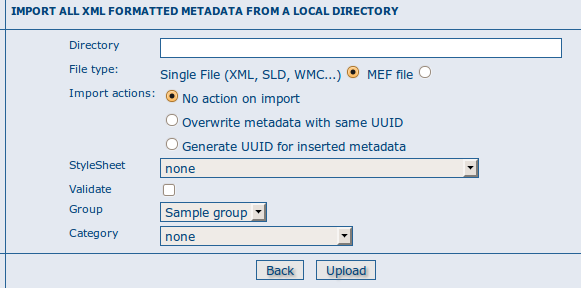 IMPORT ALL XML FORMATTED METADATA FROM A LOCAL DIRECTORY
Directory
File type: Single File (XML, SLD, WMC...) MEF file
Import actions: No action on import
Overwrite metadata with same UUID
Generate UUID for inserted metadata
StyleSheet none
Validate
Group Sample group
Category none
Back Upload